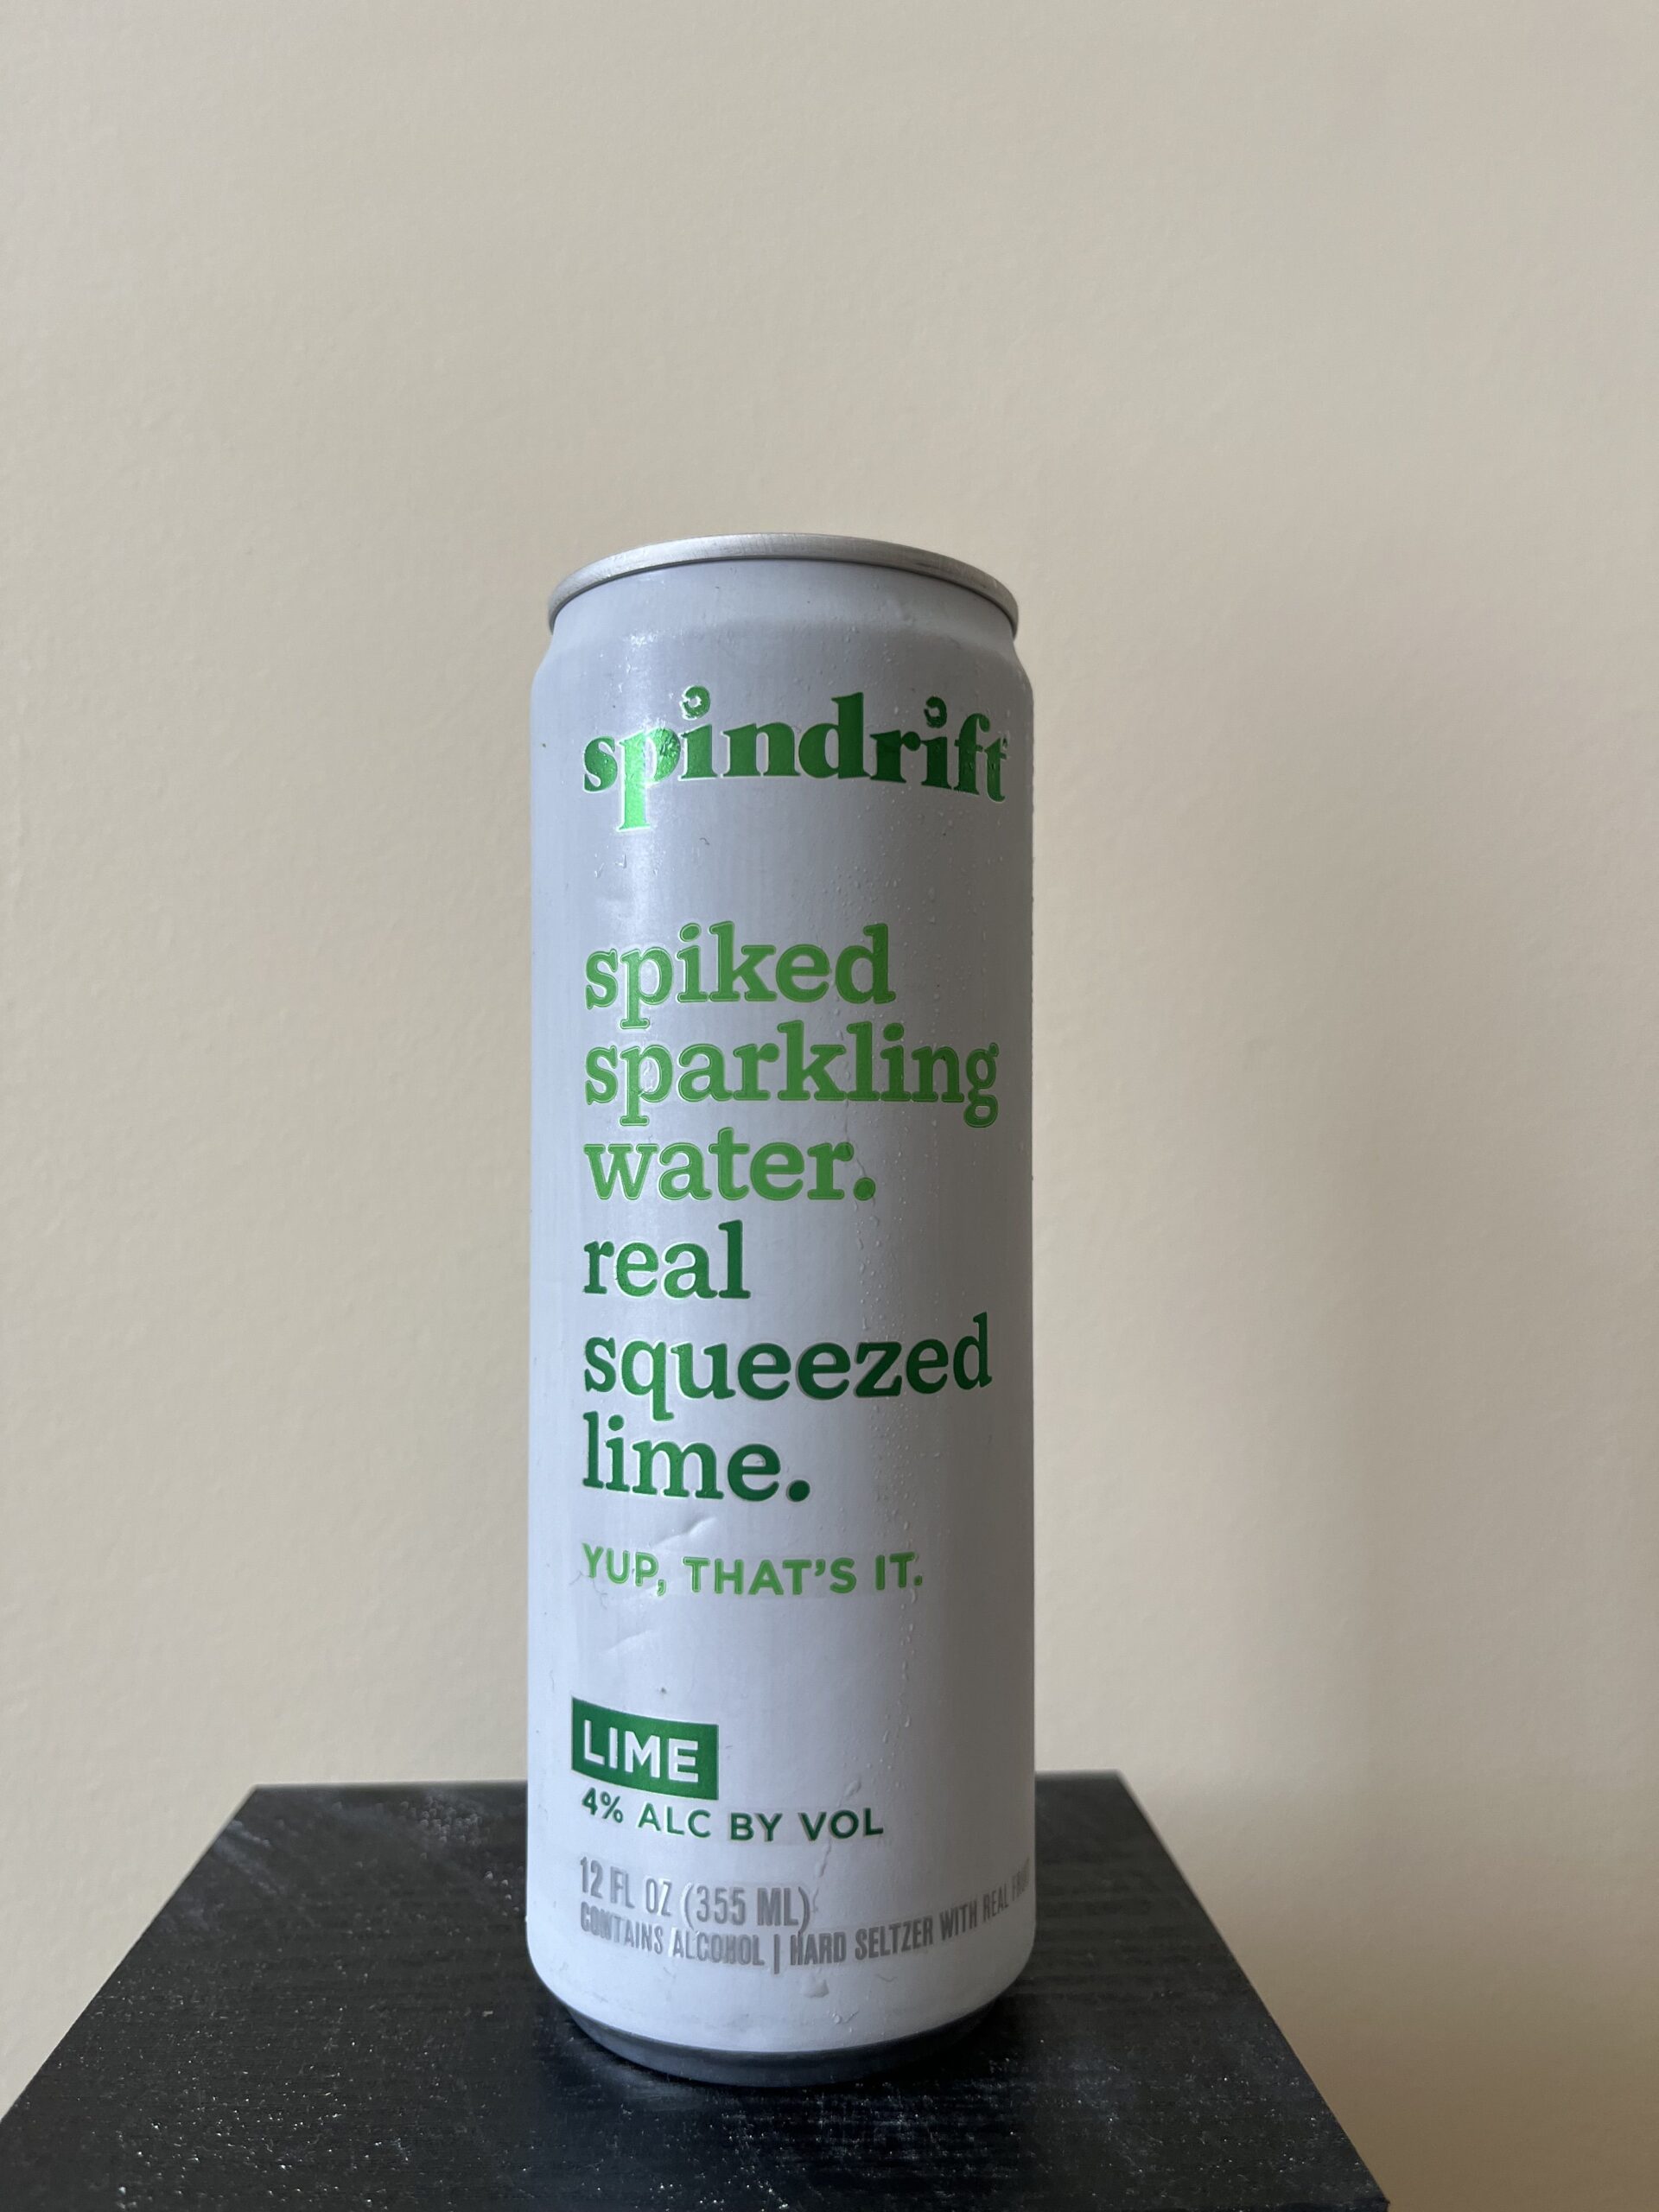 spindrift
spiked
sparkling
water.
real
squeezed
lime.
YUP, THAT'S IT.
LIME
4% ALC BY VOL
12 FL OZ (355 ML)
CONTAINS ALCOHOL | HARD SELTZER WITH REAL